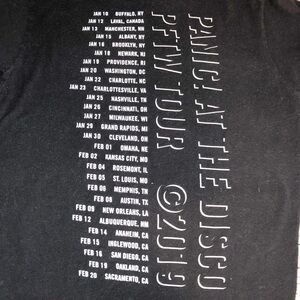 JAN 10 BUFFALO, NY
JAN 12 LAVAL, CANADA
JAN 13 MANCHESTER, NH
JAN 15 ALBANY, NY
JAN 16 BROOKLYN, NY
JAN 18 NEWARK, NJ
JAN 19 PROVIDENCE, RI
JAN 20 WASHINGTON, DC
JAN 22 CHARLOTTE, NC
JAN 23 CHARLOTTESVILLE, VA
JAN 25 NASHVILLE, TN
JAN 26 CINCINNATI, OH
JAN 27 MILWAUKEE, WI
JAN 29 GRAND RAPIDS, MI
JAN 30 CLEVELAND, OH
FEB 01 OMAHA, NE
FEB 02 KANSAS CITY, MO
FEB 04 ROSEMONT, IL
FEB 05 ST. LOUIS, MO
FEB 06 MEMPHIS, TN
FEB 08 AUSTIN, TX
FEB 09 NEW ORLEANS, LA
FEB 12 ALBUQUERQUE, NM
FEB 14 ANAHEIM, CA
FEB 15 INGLEWOOD, CA
FEB 16 SAN DIEGO, CA
FEB 19 OAKLAND, CA
FEB 20 SACRAMENTO, CA
PANIC! AT THE DISCO
PFTW TOUR ©2019